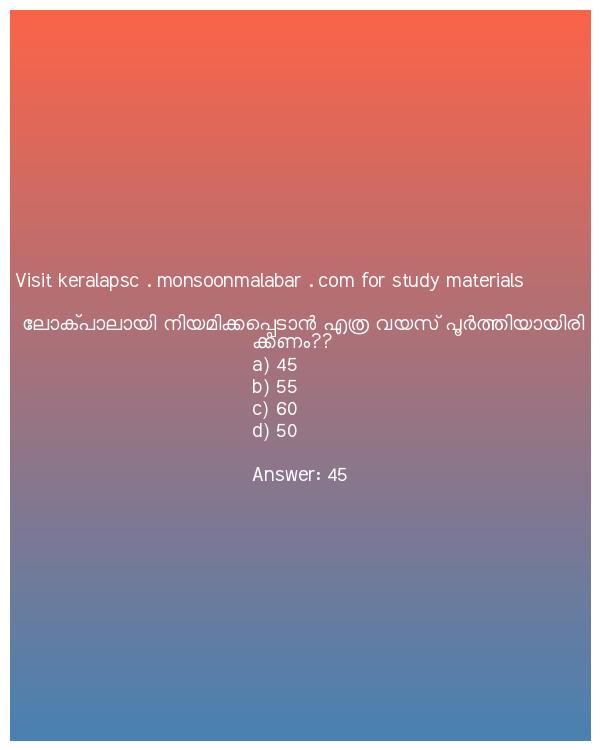 Visit keralapsc . monsoonmalabar . com for study materials
ലോക്പാലായി നിയമിക്കപ്പെടാൻ എത്ര വയസ് പൂർത്തിയായിരി
ക്കണം??
a) 45
b) 55
c) 60
d) 50
Answer: 45